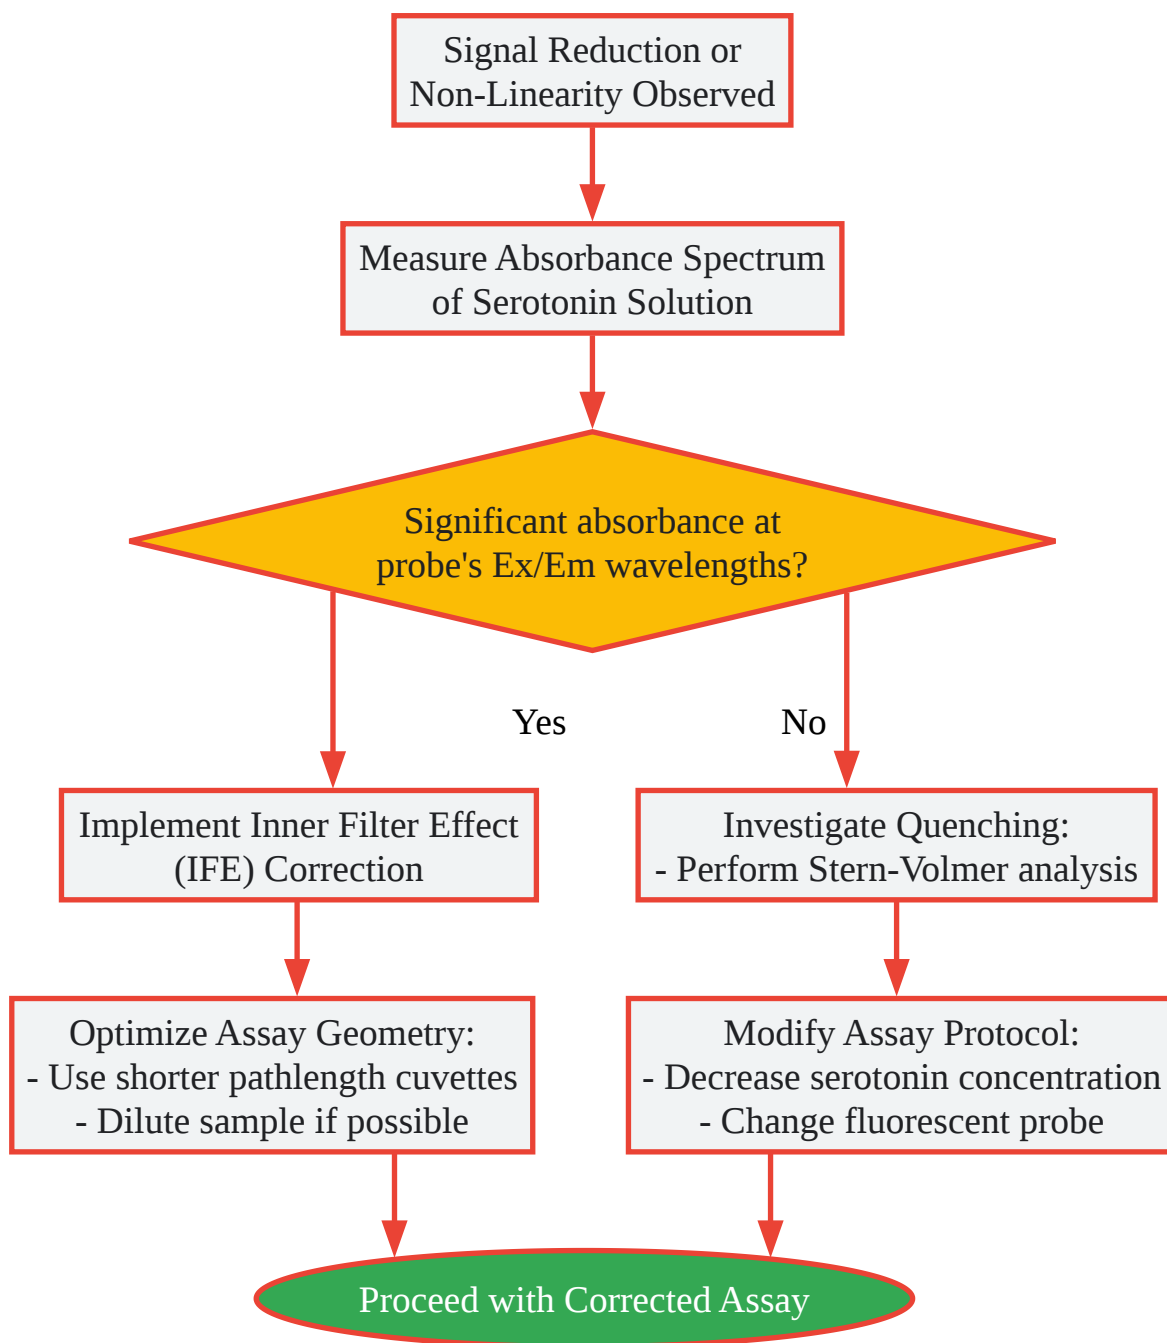 Signal Reduction or
Non-Linearity Observed
Measure Absorbance Spectrum
of Serotonin Solution
Significant absorbance at
probe's Ex/Em wavelengths?
Yes
No
Implement Inner Filter Effect
(IFE) Correction
Investigate Quenching:
- Perform Stern-Volmer analysis
Optimize Assay Geometry:
- Use shorter pathlength cuvettes
- Dilute sample if possible
Modify Assay Protocol:
- Decrease serotonin concentration
- Change fluorescent probe
Proceed with Corrected Assay